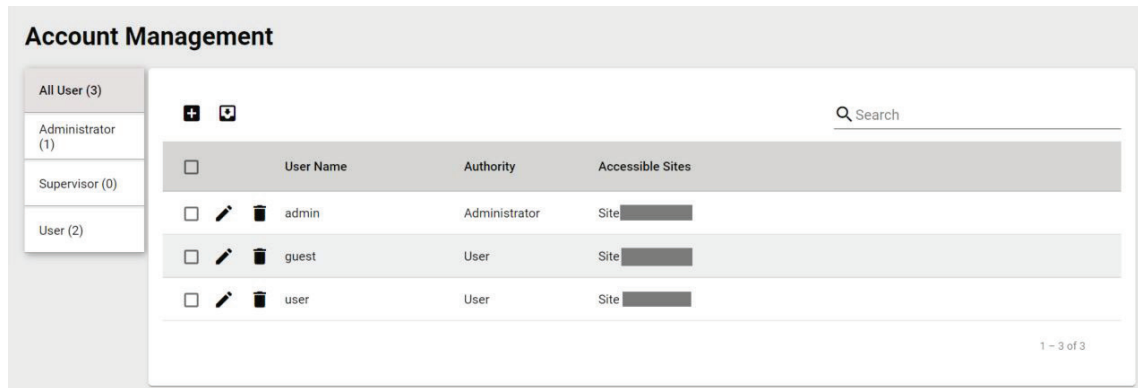 Account Management
All User (3)
Administrator
(1)
Supervisor (0)
User (2)
Search
User Name Authority Accessible Sites
admin Administrator Site
guest User Site
user User Site
1 – 3 of 3